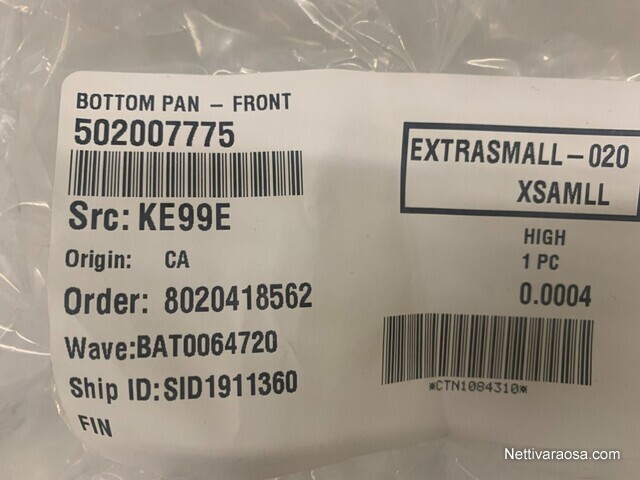 BOTTOM PAN – FRONT
502007775
Src: KE99E
Origin: CA
Order: 8020418562
Wave:BAT0064720
Ship ID:SID1911360
FIN
EXTRASMALL–020
XSAMLL
HIGH
1 PC
0.0004
*CTN1084310*
Nettivaraosa.com